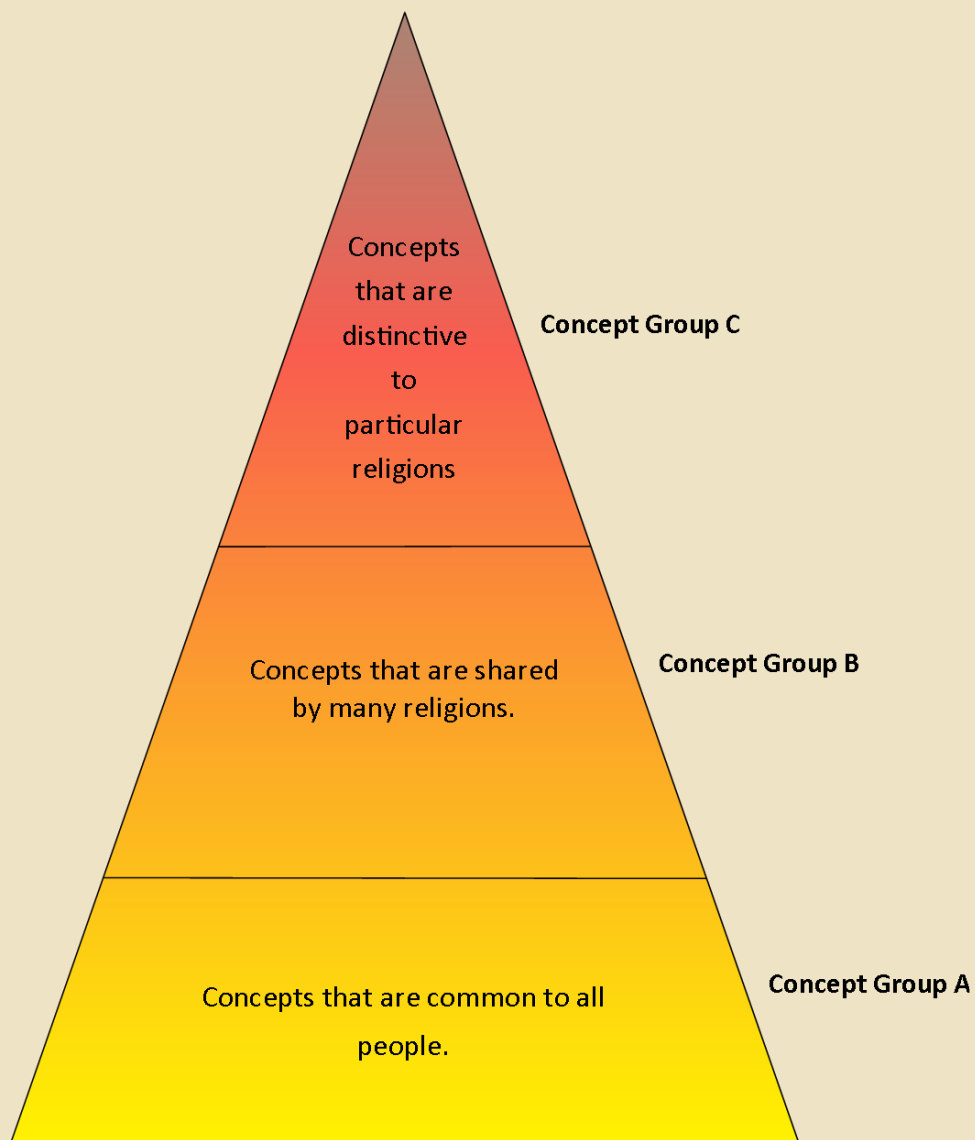 Concepts
that are
distinctive
to
particular
religions
Concept Group C
Concepts that are shared
by many religions.
Concept Group B
Concepts that are common to all
people.
Concept Group A